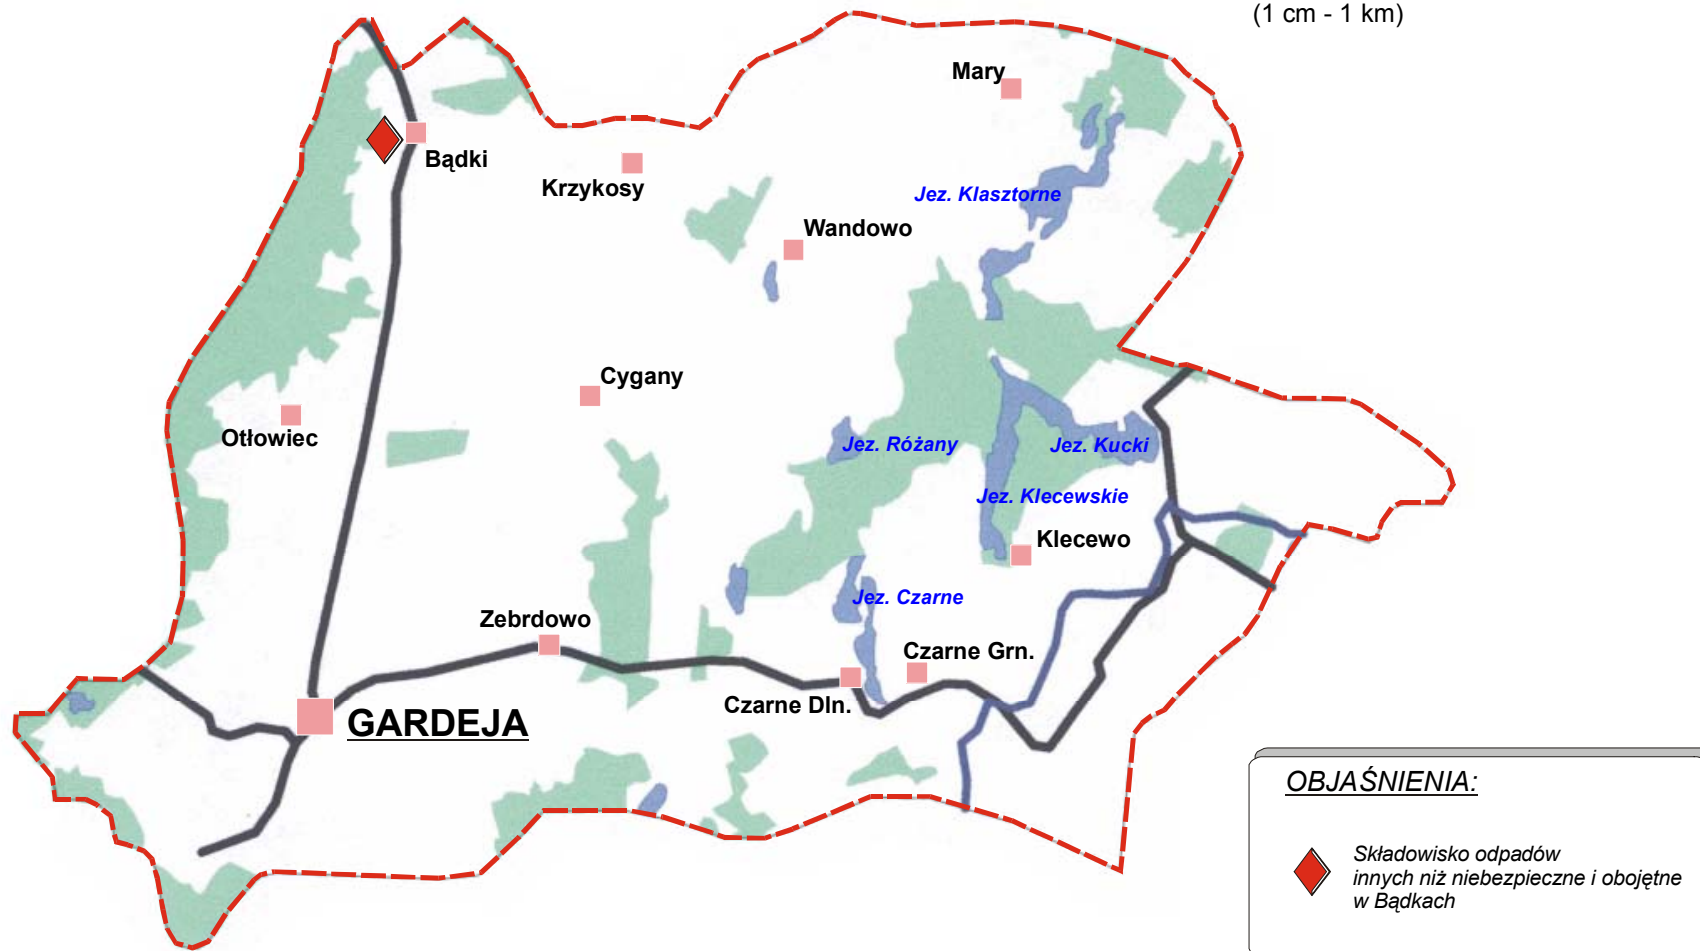 (1 cm - 1 km)
Mary
Bądki
Krzykosy
Jez. Klasztorne
Wandowo
Cygany
Otłowiec
Jez. Różany
Jez. Kucki
Jez. Klecewskie
Klecewo
Jez. Czarne
Zebrdowo
Czarne Grn.
Czarne Dln.
GARDEJA
OBJAŚNIENIA:
Składowisko odpadów
innych niż niebezpieczne i obojętne
w Bądkach